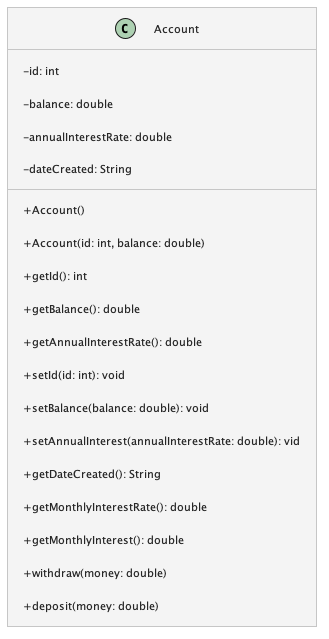 C Account
-id: int
-balance: double
-annualInterestRate: double
-dateCreated: String
+Account()
+Account(id: int, balance: double)
+getId(): int
+getBalance(): double
+getAnnualInterestRate(): double
+setId(id: int): void
+setBalance(balance: double): void
+setAnnualInterest(annualInterestRate: double): vid
+getDateCreated(): String
+getMonthlyInterestRate(): double
+getMonthlyInterest(): double
+withdraw(money: double)
+deposit(money: double)